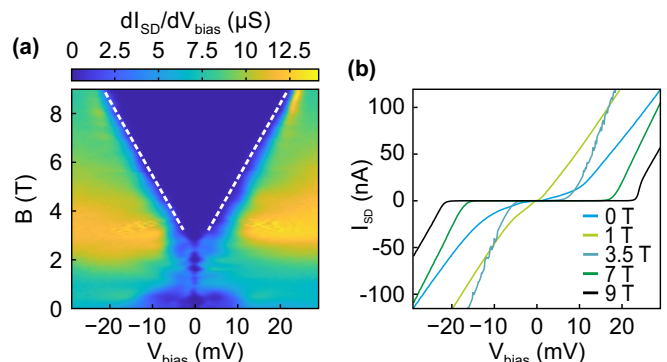 (a)
dI_SD/dV_bias (µS)
0 2.5 5 7.5 10 12.5
8
6
4
2
0
B (T)
−20 −10 0 10 20
V_bias (mV)
(b)
100
50
0
-50
-100
I_SD (nA)
0 T
1 T
3.5 T
7 T
9 T
−20 −10 0 10 20
V_bias (mV)